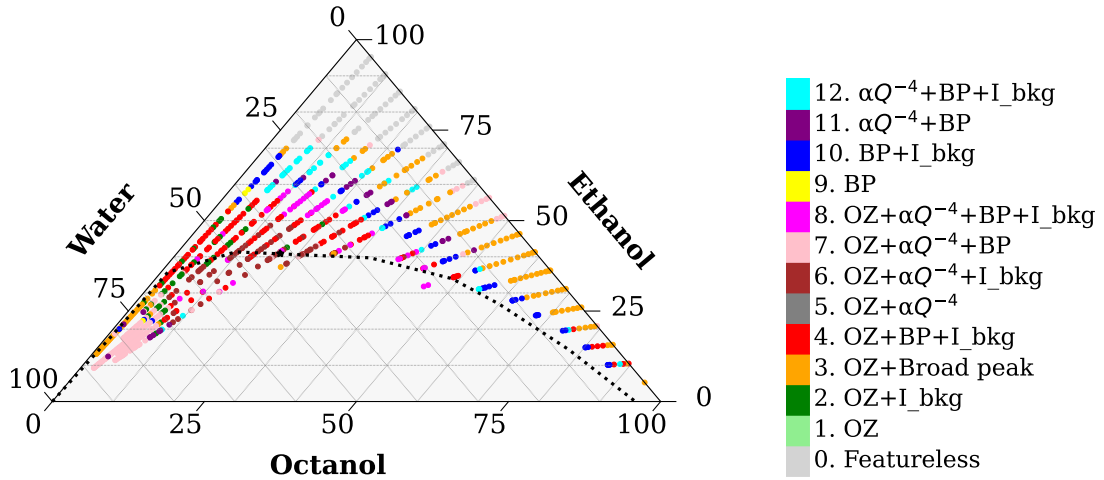 0
100
25
75
Water
Ethanol
50
50
75
25
100
0
0
25
50
75
100
Octanol
12. αQ⁻⁴+BP+I_bkg
11. αQ⁻⁴+BP
10. BP+I_bkg
9. BP
8. OZ+αQ⁻⁴+BP+I_bkg
7. OZ+αQ⁻⁴+BP
6. OZ+αQ⁻⁴+I_bkg
5. OZ+αQ⁻⁴
4. OZ+BP+I_bkg
3. OZ+Broad peak
2. OZ+I_bkg
1. OZ
0. Featureless